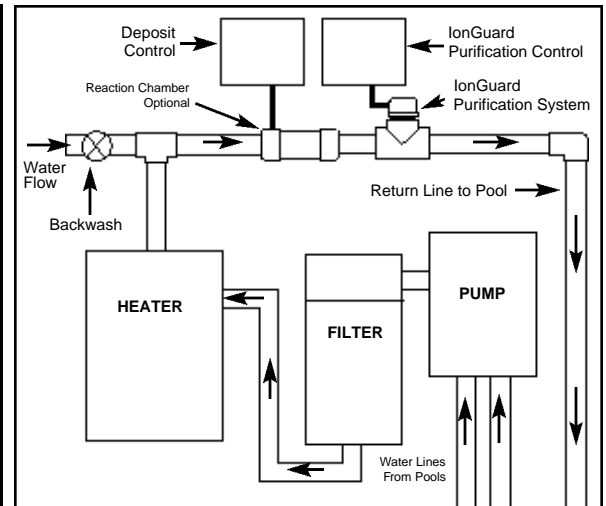 Deposit
Control
IonGuard
Purification Control
Reaction Chamber
Optional
IonGuard
Purification System
Water
Flow
Backwash
Return Line to Pool
HEATER
FILTER
PUMP
Water Lines
From Pools